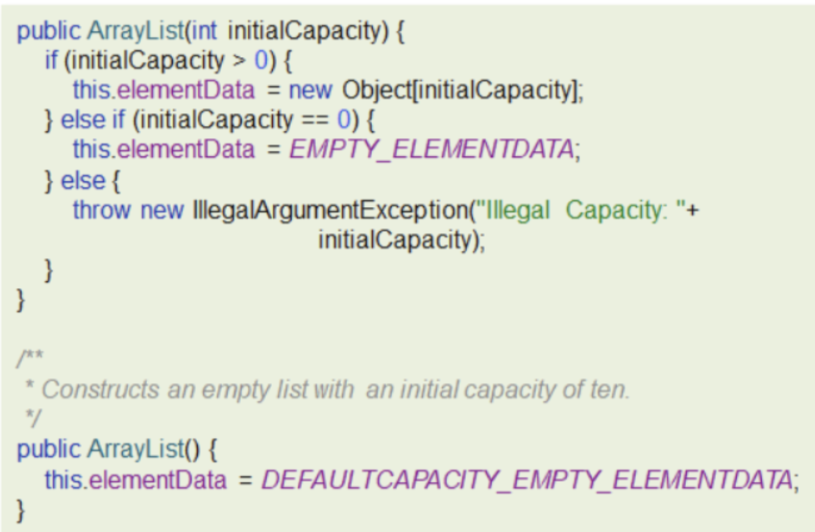 public ArrayList(int initialCapacity) {
if (initialCapacity > 0) {
this.elementData = new Object[initialCapacity];
} else if (initialCapacity == 0) {
this.elementData = EMPTY_ELEMENTDATA;
} else {
throw new IllegalArgumentException("Illegal Capacity: "+
initialCapacity);
}
}
/**
* Constructs an empty list with an initial capacity of ten.
*/
public ArrayList() {
this.elementData = DEFAULTCAPACITY_EMPTY_ELEMENTDATA;
}